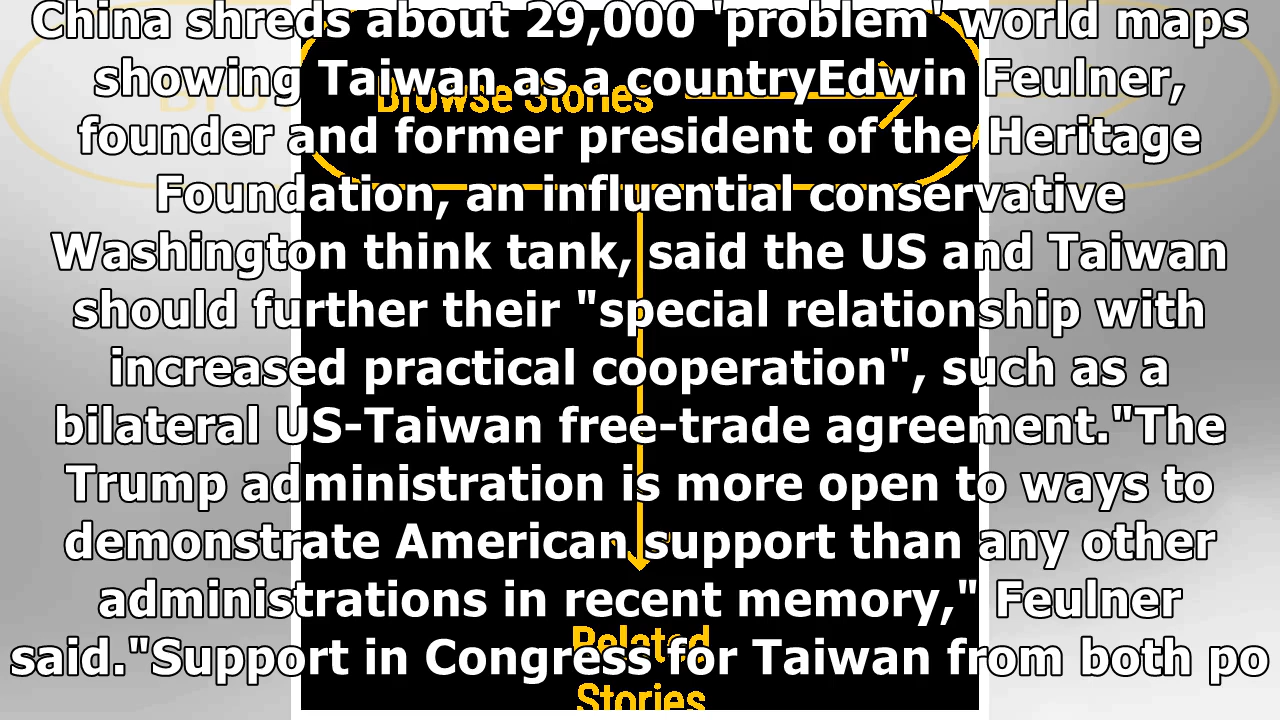 China shreds about 29,000 'problem' world maps
showing Taiwan as a countryEdwin Feulner,
Browse Stories
founder and former president of the Heritage
Foundation, an influential conservative
Washington think tank, said the US and Taiwan
should further their "special relationship with
increased practical cooperation", such as a
bilateral US-Taiwan free-trade agreement."The
Trump administration is more open to ways to
demonstrate American support than any other
administrations in recent memory," Feulner
Related
said."Support in Congress for Taiwan from both po
Stories